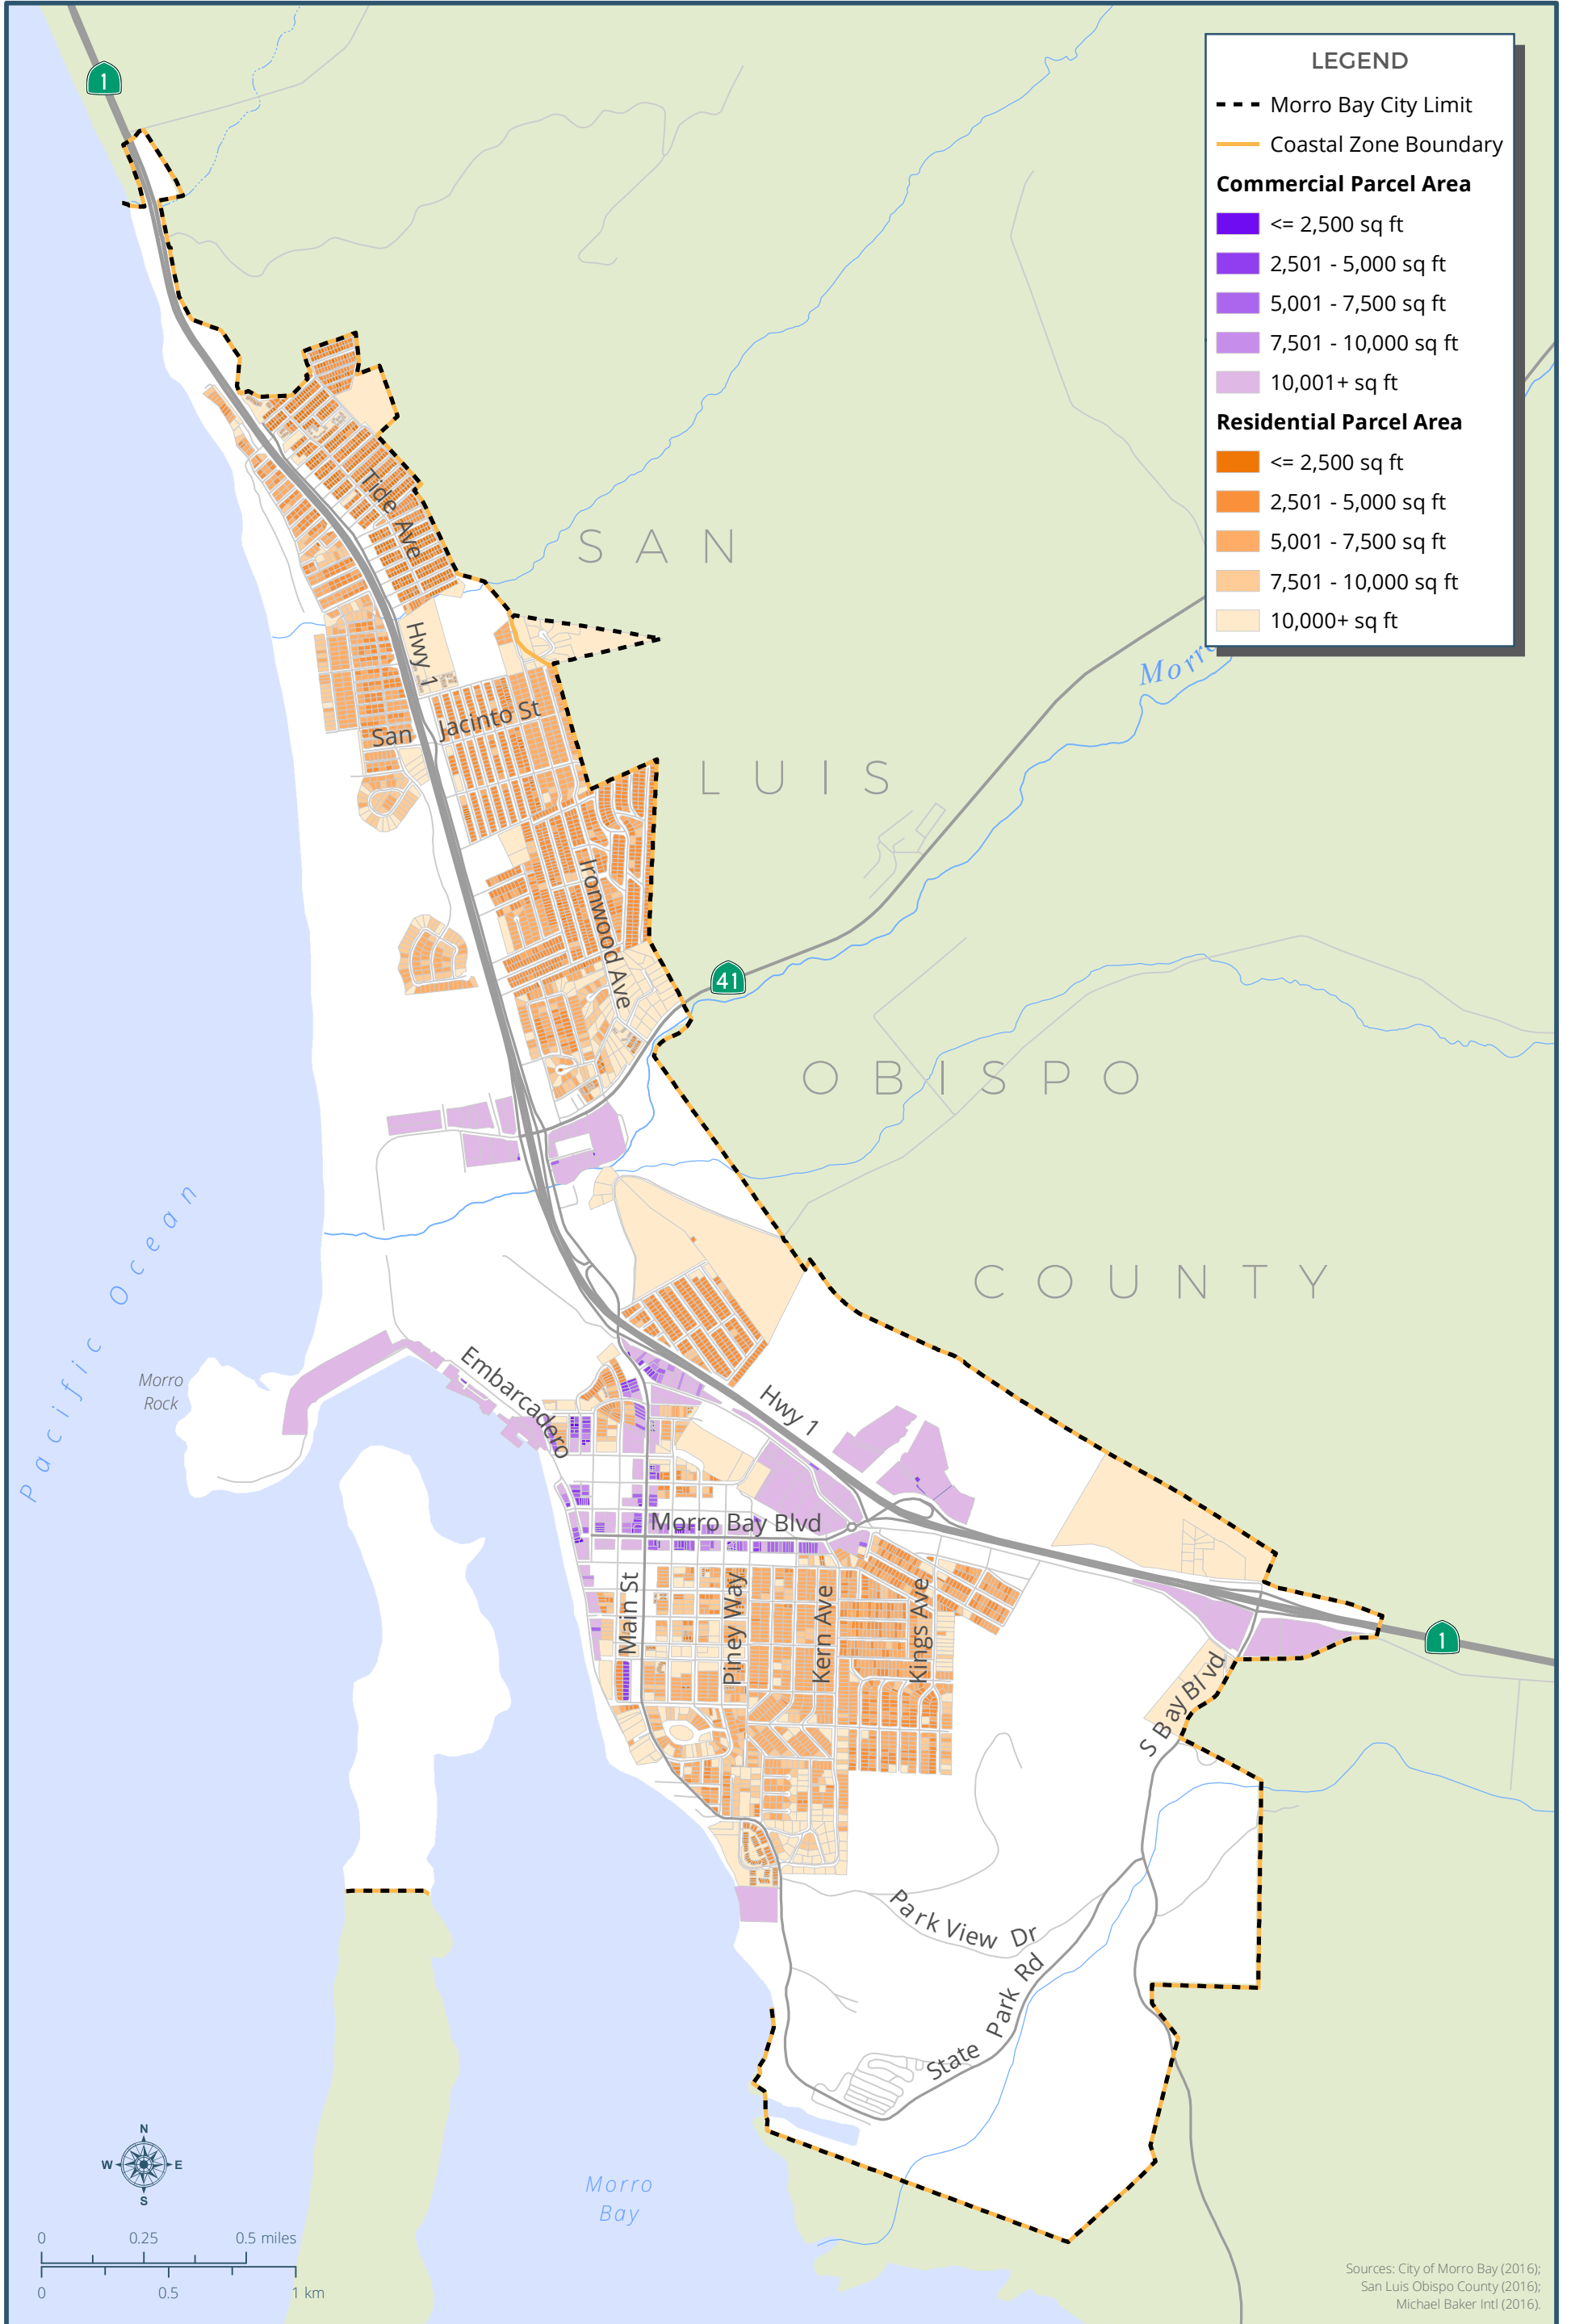 1
LEGEND
Morro Bay City Limit
Coastal Zone Boundary
Commercial Parcel Area
<= 2,500 sq ft
2,501 - 5,000 sq ft
5,001 - 7,500 sq ft
7,501 - 10,000 sq ft
10,001+ sq ft
Residential Parcel Area
<= 2,500 sq ft
2,501 - 5,000 sq ft
5,001 - 7,500 sq ft
7,501 - 10,000 sq ft
10,000+ sq ft
Tide Ave
SAN
Hwy 1
Morro
San Jacinto St
LUIS
Ironwood Ave
41
OBISPO
COUNTY
Pacific Ocean
Morro
Rock
Embarcadero
Hwy 1
Morro Bay Blvd
Main St
Piney Way
Kern Ave
Kings Ave
1
S Bay Blvd
Park View Dr
State Park Rd
N
W E
S
Morro
Bay
0 0.25 0.5 miles
0 0.5 1 km
Sources: City of Morro Bay (2016);
San Luis Obispo County (2016);
Michael Baker Intl (2016).